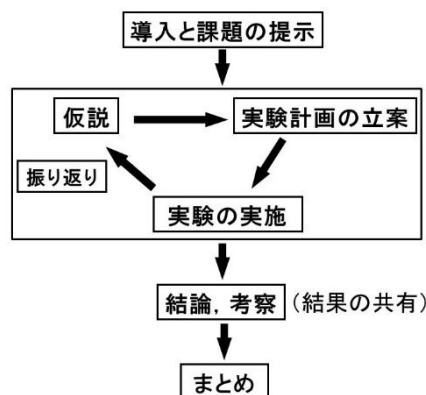 導入と課題の提示
仮説
実験計画の立案
振り返り
実験の実施
結論，考察(結果の共有)
まとめ